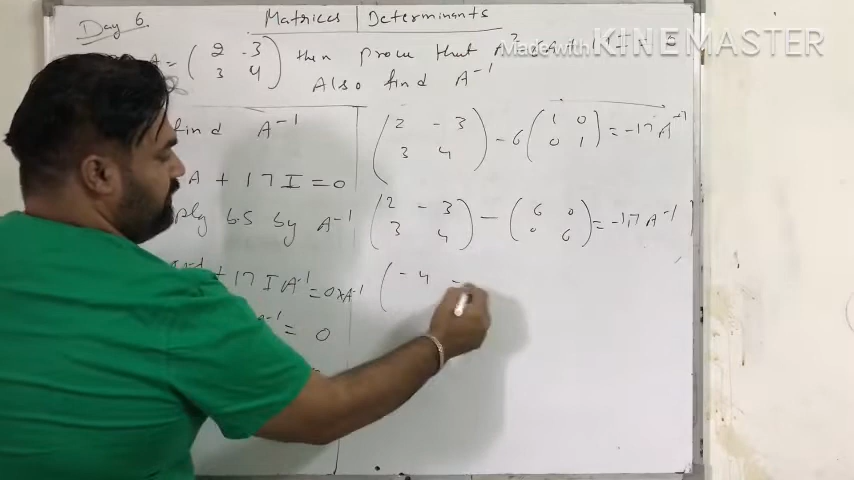 Day 6.
Matrices | Determinants
A = ( 2 -3 ) then prove that A²
3 4
Also find A⁻¹
find A⁻¹
A + 17 I = 0
by A⁻¹
+ 17 I A⁻¹ = 0xA⁻¹
= 0
( 2 -3 ) - 6 ( 1 0 ) = -17 A⁻¹
3 4 0 1
( 2 -3 ) - ( 6 0 ) = -17 A⁻¹
3 4 0 6
( -4 -
Made with KINEMASTER